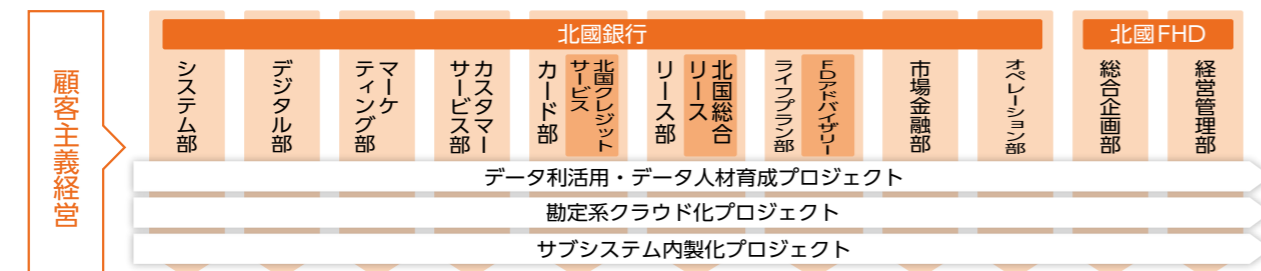 顧客主義経営
北國銀行
北國FHD
システム部
デジタル部
マーケ
ティング部
カスタマー
サービス部
カード部
北国クレジット
サービス
リース部
北国総合
リース
ライフプラン部
FDアドバイザリー
市場金融部
オペレーション部
総合企画部
経営管理部
データ利活用・データ人材育成プロジェクト
勘定系クラウド化プロジェクト
サブシステム内製化プロジェクト